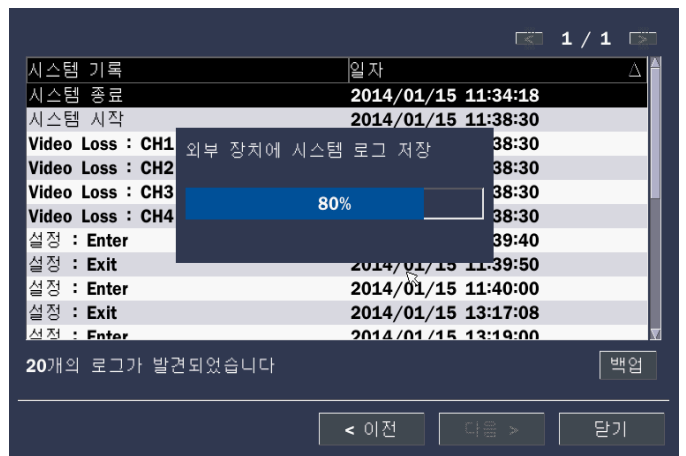 < 1 / 1 >
시스템 기록 일자 △
시스템 종료 2014/01/15 11:34:18
시스템 시작 2014/01/15 11:38:30
Video Loss : CH1 38:30
Video Loss : CH2 38:30
Video Loss : CH3 38:30
Video Loss : CH4 38:30
외부 장치에 시스템 로그 저장
80%
설정 : Enter 39:40
설정 : Exit 2014/01/15 11:39:50
설정 : Enter 2014/01/15 11:40:00
설정 : Exit 2014/01/15 13:17:08
설정 : Enter 2014/01/15 13:19:00
20개의 로그가 발견되었습니다 백업
< 이전 다음 > 닫기